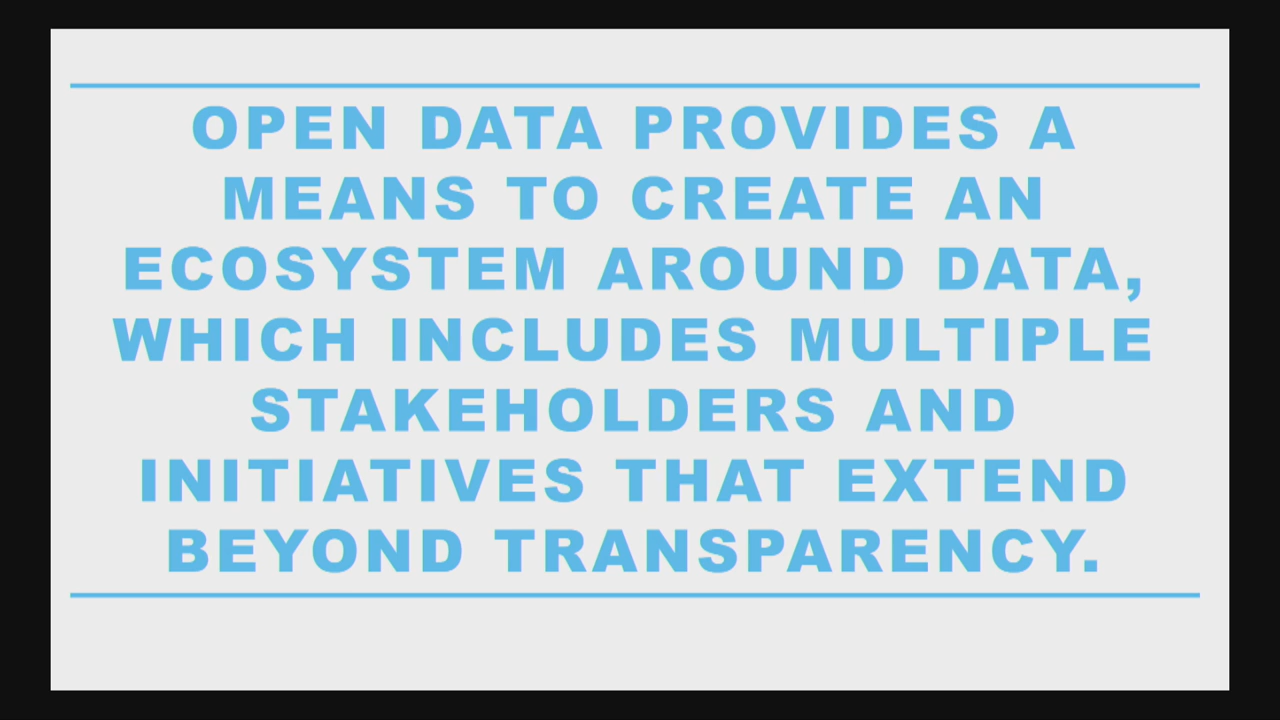 OPEN DATA PROVIDES A
MEANS TO CREATE AN
ECOSYSTEM AROUND DATA,
WHICH INCLUDES MULTIPLE
STAKEHOLDERS AND
INITIATIVES THAT EXTEND
BEYOND TRANSPARENCY.